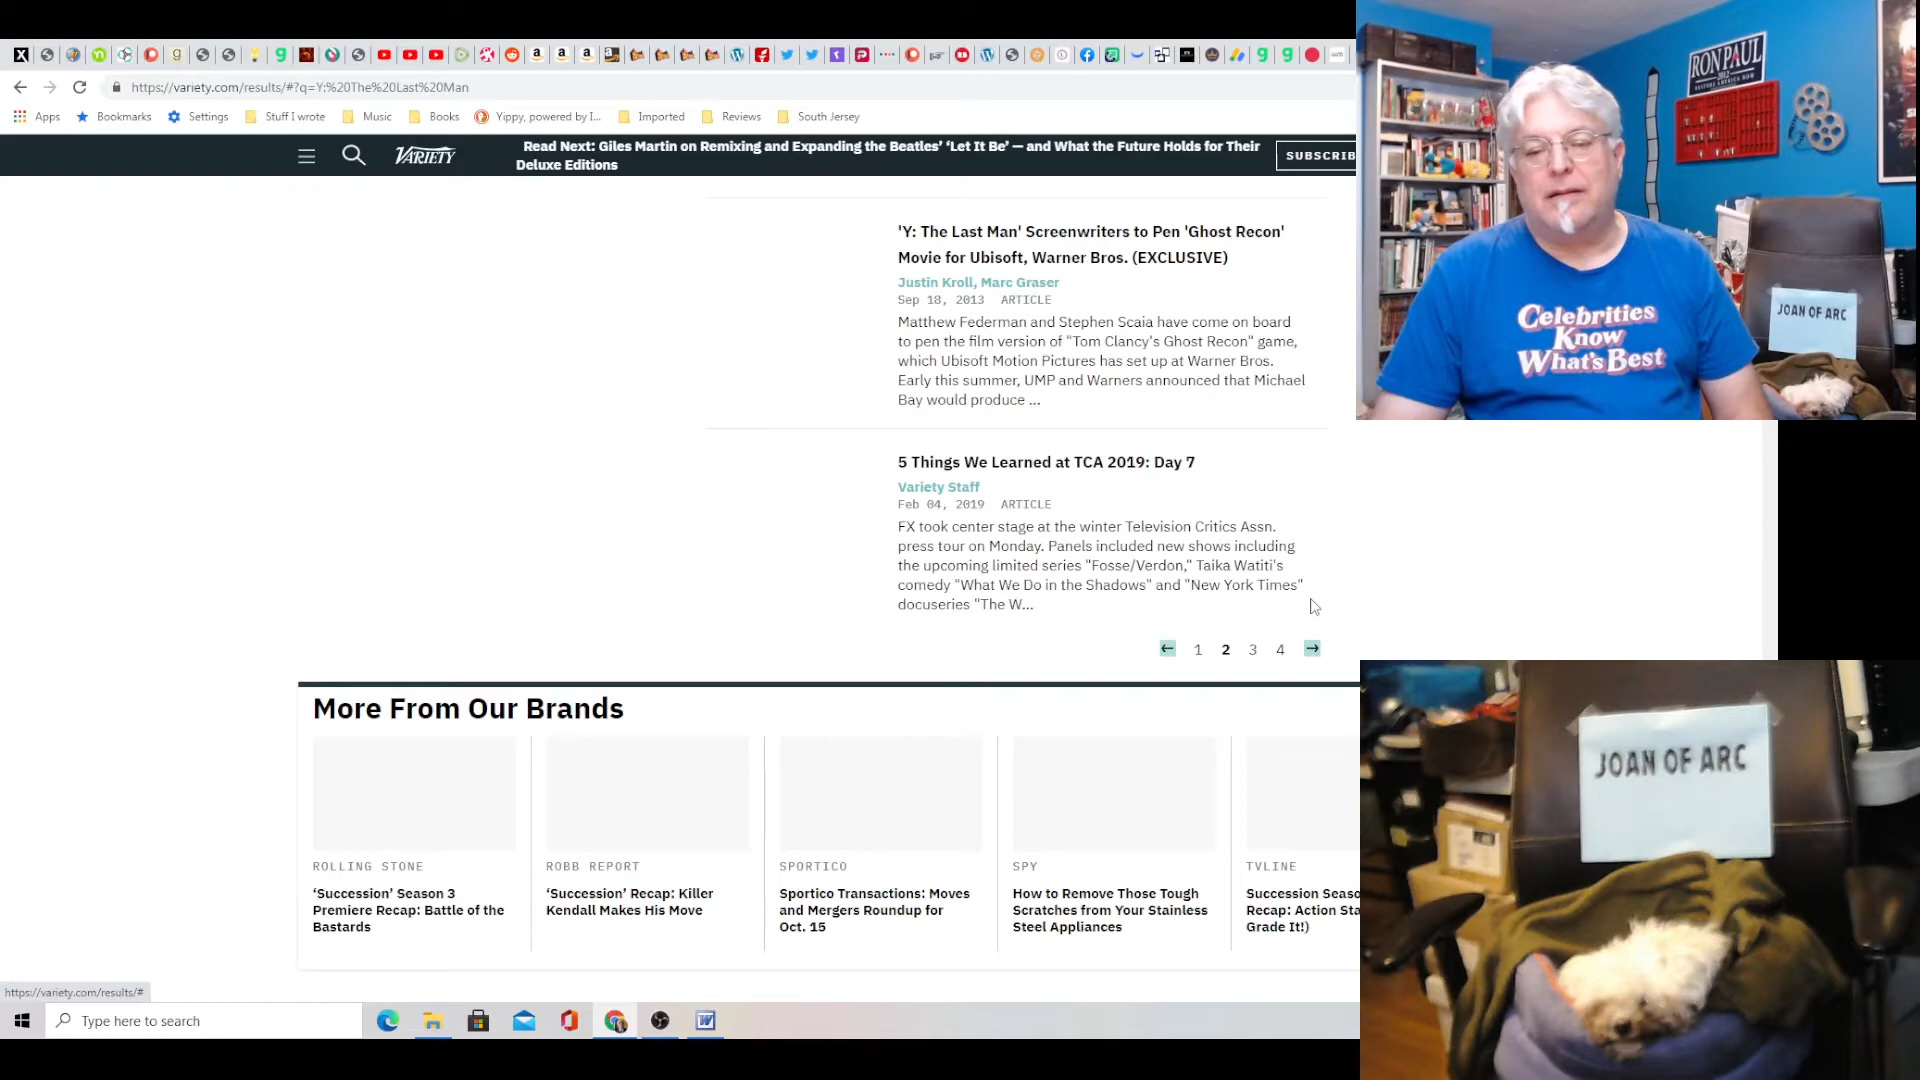 https://variety.com/results/#?q=Y:%20The%20Last%20Man
Apps
Bookmarks
Settings
Stuff I wrote
Music
Books
Yippy, powered by I...
Imported
Reviews
South Jersey
VARIETY
Read Next: Giles Martin on Remixing and Expanding the Beatles’ ‘Let It Be’ — and What the Future Holds for Their
Deluxe Editions
SUBSCRIB
'Y: The Last Man' Screenwriters to Pen 'Ghost Recon'
Movie for Ubisoft, Warner Bros. (EXCLUSIVE)
Justin Kroll, Marc Graser
Sep 18, 2013 ARTICLE
Matthew Federman and Stephen Scaia have come on board
to pen the film version of "Tom Clancy's Ghost Recon" game,
which Ubisoft Motion Pictures has set up at Warner Bros.
Early this summer, UMP and Warners announced that Michael
Bay would produce ...
5 Things We Learned at TCA 2019: Day 7
Variety Staff
Feb 04, 2019 ARTICLE
FX took center stage at the winter Television Critics Assn.
press tour on Monday. Panels included new shows including
the upcoming limited series "Fosse/Verdon," Taika Watiti's
comedy "What We Do in the Shadows" and "New York Times"
docuseries "The W...
← 1 2 3 4 →
More From Our Brands
ROLLING STONE
‘Succession’ Season 3
Premiere Recap: Battle of the
Bastards
ROBB REPORT
‘Succession’ Recap: Killer
Kendall Makes His Move
SPORTICO
Sportico Transactions: Moves
and Mergers Roundup for
Oct. 15
SPY
How to Remove Those Tough
Scratches from Your Stainless
Steel Appliances
TVLINE
Succession Seaso
Recap: Action Sta
Grade It!)
https://variety.com/results/#
Type here to search
RON PAUL
2012
RESTORE AMERICA NOW
Celebrities
Know
What's Best
JOAN OF ARC
JOAN OF ARC